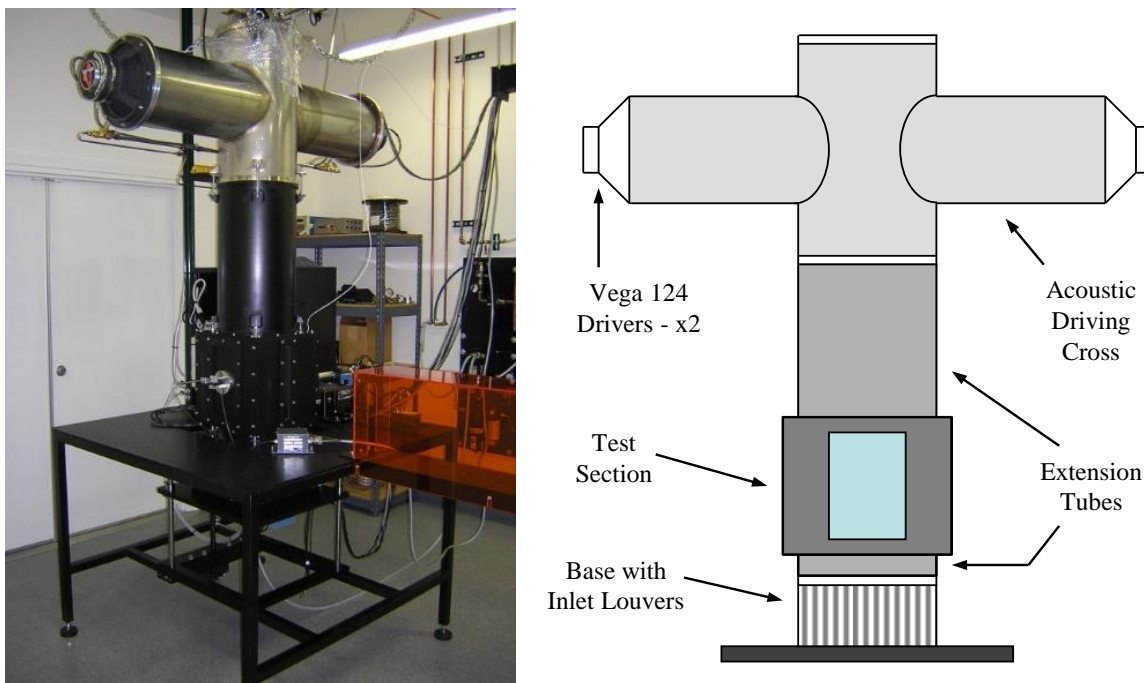 Vega 124
Drivers - x2
Acoustic
Driving
Cross
Test
Section
Extension
Tubes
Base with
Inlet Louvers